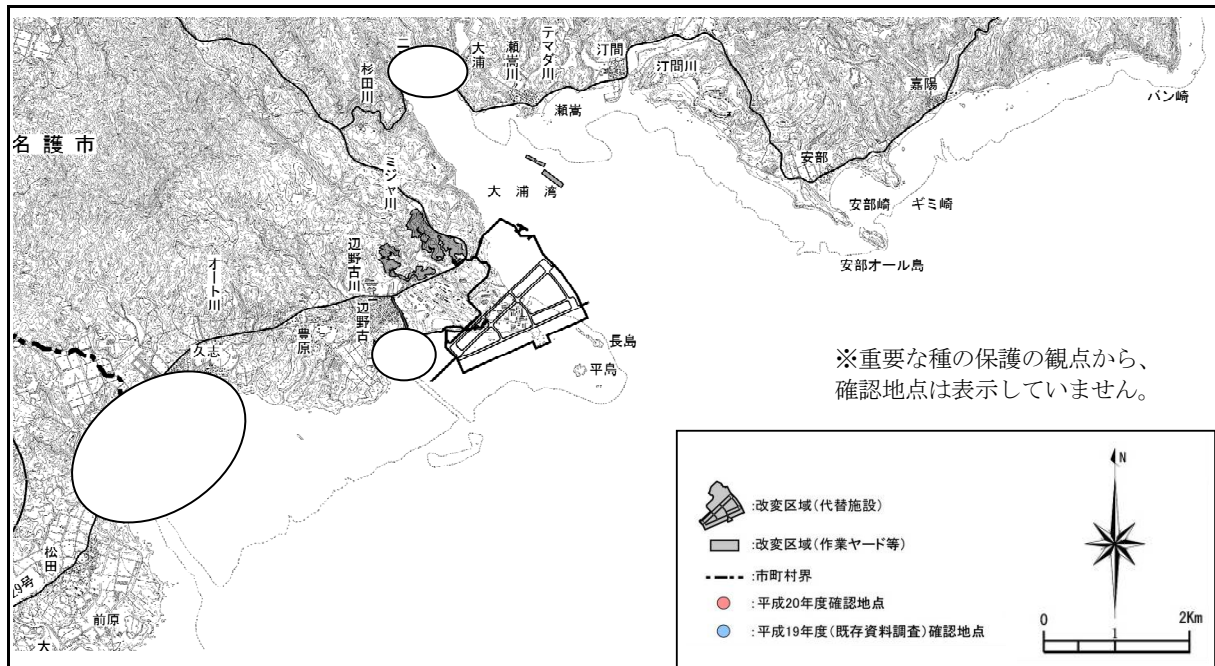 二
大浦
瀬嵩川
テマダ川
汀間
汀間川
嘉陽
バン崎
杉田川
瀬嵩
名護市
安部
ミジャ川
大浦湾
安部崎
ギミ崎
安部オール島
辺野古川
オート川
辺野古
豊原
久志
長島
平島
※重要な種の保護の観点から、
確認地点は表示していません。
松田
29号
前原
大
:改変区域(代替施設)
:改変区域(作業ヤード等)
:市町村界
:平成20年度確認地点
:平成19年度(既存資料調査)確認地点
N
0 1 2Km